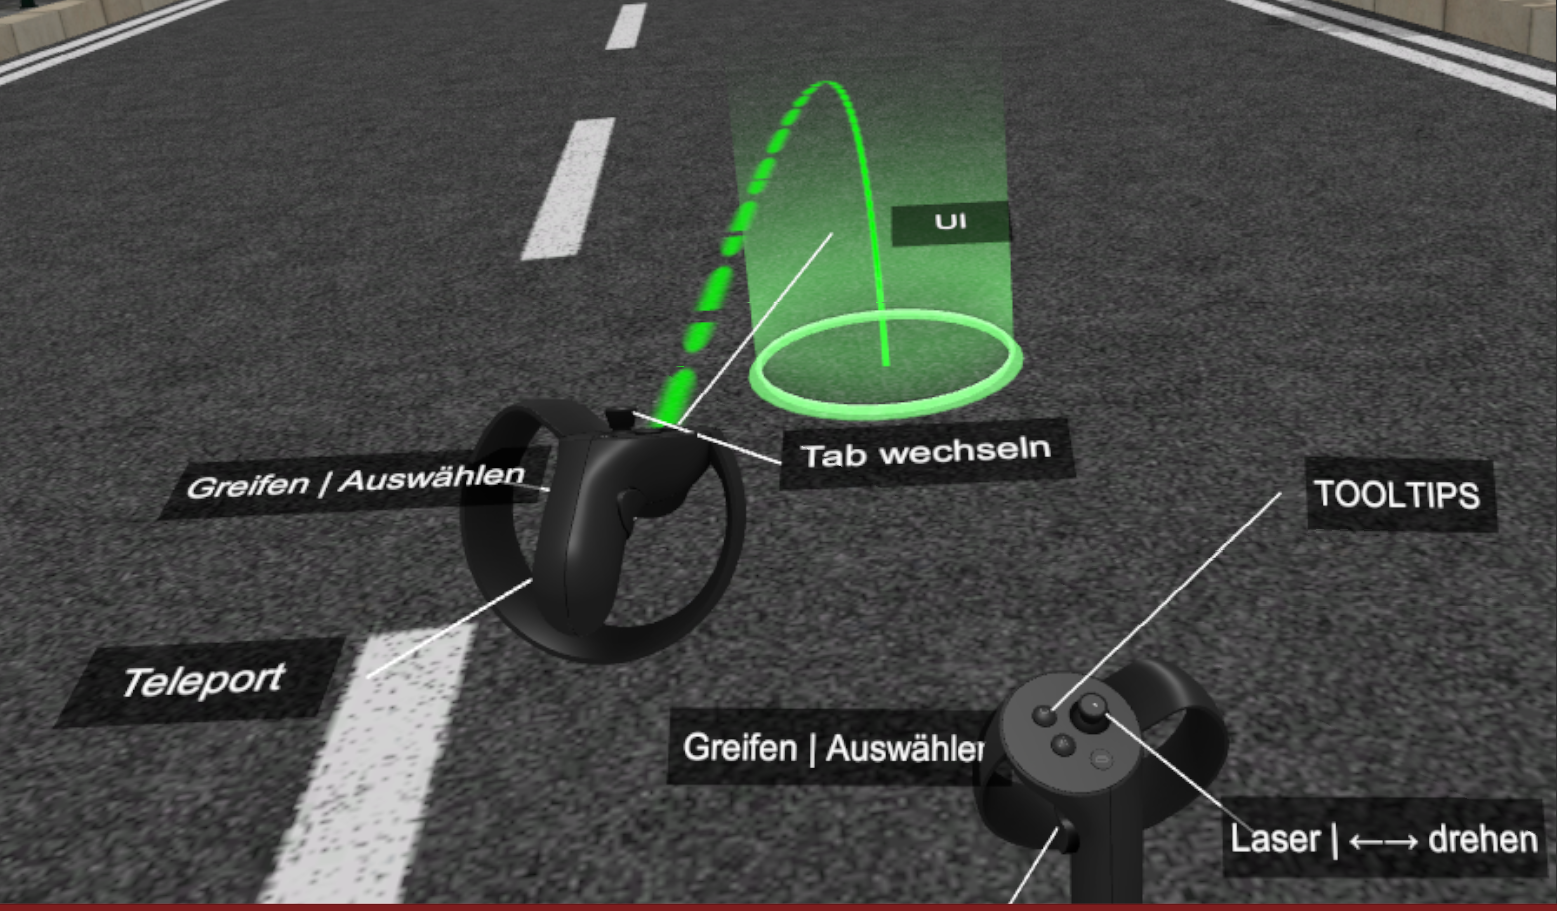 UI
Tab wechseln
Greifen | Auswählen
TOOLTIPS
Teleport
Greifen | Auswähler
Laser | ←→ drehen